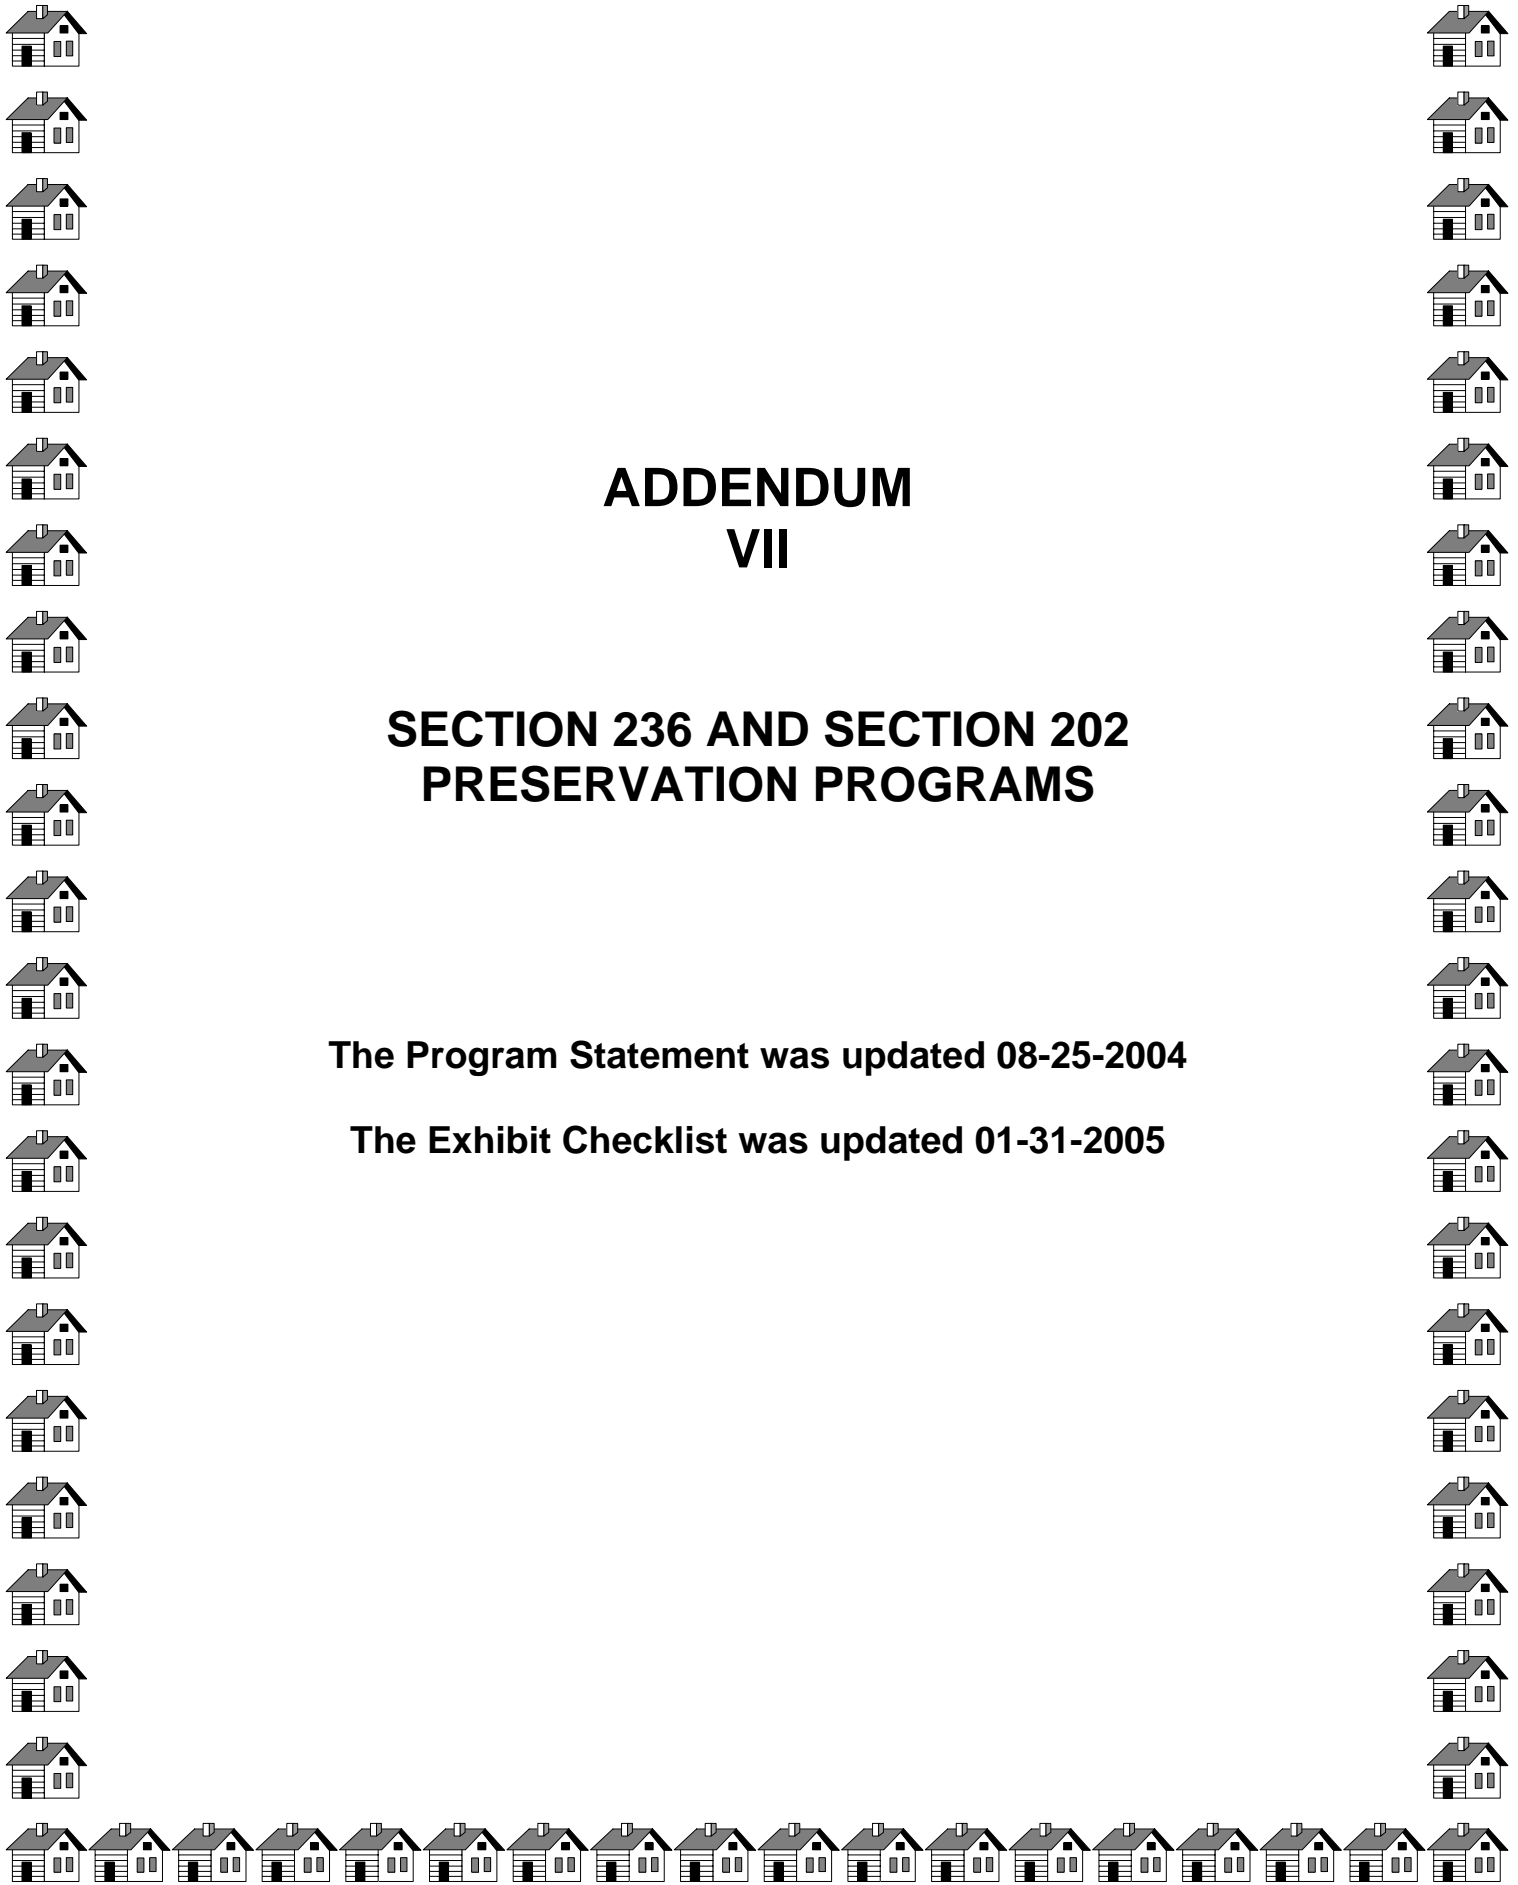 ADDENDUM
VII
SECTION 236 AND SECTION 202
PRESERVATION PROGRAMS
The Program Statement was updated 08-25-2004
The Exhibit Checklist was updated 01-31-2005